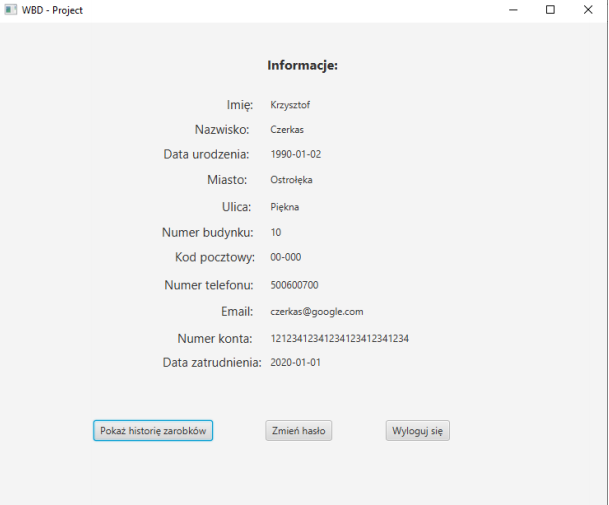 WBD - Project
Informacje:
Imię: Krzysztof
Nazwisko: Czerkas
Data urodzenia: 1990-01-02
Miasto: Ostrołęka
Ulica: Piękna
Numer budynku: 10
Kod pocztowy: 00-000
Numer telefonu: 500600700
Email: czerkas@google.com
Numer konta: 12123412341234123412341234
Data zatrudnienia: 2020-01-01
Pokaż historię zarobków Zmień hasło Wyloguj się